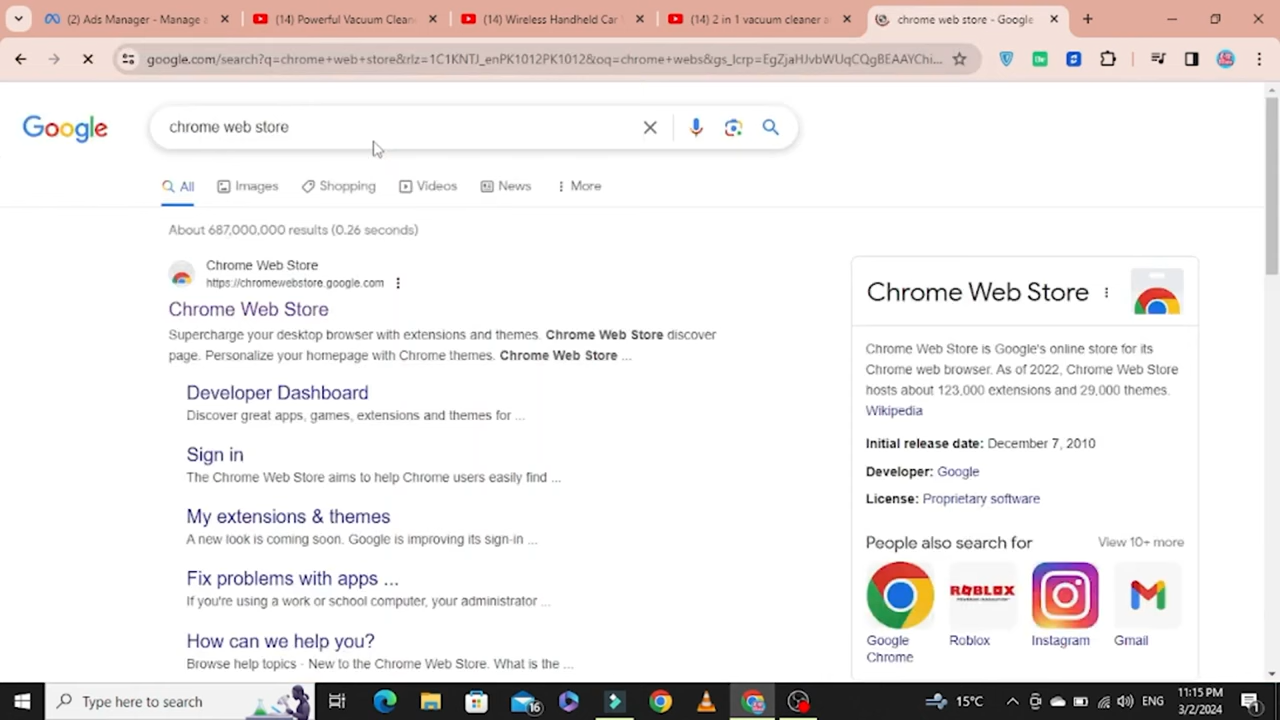 (2) Ads Manager - Manage a
(14) Powerful Vacuum Clean
(14) Wireless Handheld Car
(14) 2 in 1 vacuum cleaner a
chrome web store - Google
google.com/search?q=chrome+web+store&rlz=1C1KNTJ_enPK1012PK1012&oq=chrome+webs&gs_lcrp=EgZjaHJvbWUqCQgBEAAYChi...
Google
chrome web store
All
Images
Shopping
Videos
News
More
About 687,000,000 results (0.26 seconds)
Chrome Web Store
https://chromewebstore.google.com
Chrome Web Store
Supercharge your desktop browser with extensions and themes. Chrome Web Store discover
page. Personalize your homepage with Chrome themes. Chrome Web Store ...
Developer Dashboard
Discover great apps, games, extensions and themes for ...
Sign in
The Chrome Web Store aims to help Chrome users easily find ...
My extensions & themes
A new look is coming soon. Google is improving its sign-in ...
Fix problems with apps ...
If you're using a work or school computer, your administrator ...
How can we help you?
Browse help topics - New to the Chrome Web Store. What is the ...
Chrome Web Store
Chrome Web Store is Google's online store for its
Chrome web browser. As of 2022, Chrome Web Store
hosts about 123,000 extensions and 29,000 themes.
Wikipedia
Initial release date: December 7, 2010
Developer: Google
License: Proprietary software
People also search for
View 10+ more
ROBLOX
Google
Chrome
Roblox
Instagram
Gmail
Type here to search
16
15°C
ENG
11:15 PM
3/2/2024
1